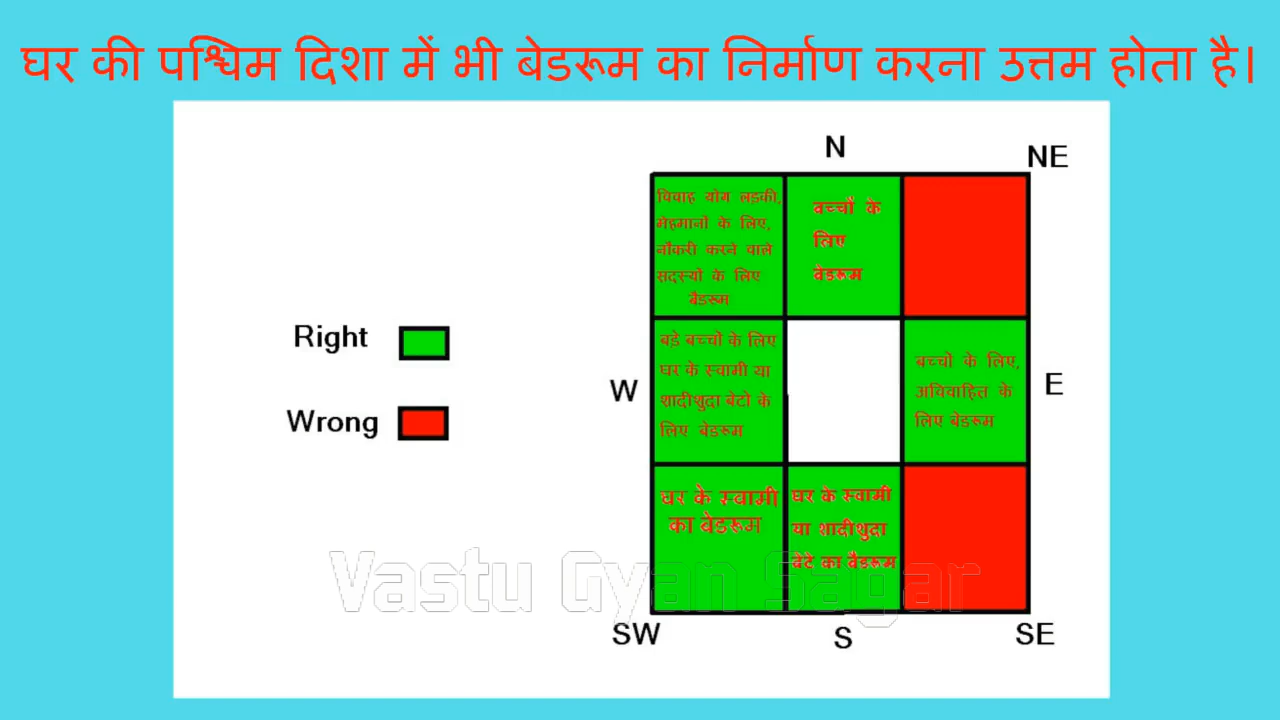 घर की पश्चिम दिशा में भी बेडरूम का निर्माण करना उत्तम होता है।
N
NE
विवाह योग लड़की,
मेहमानों के लिए,
नौकरी करने वाले
सदस्यों के लिए
बैडरूम
बच्चों के
लिए
बेडरूम
Right
Wrong
W
बड़े बच्चों के लिए
घर के स्वामी या
शादीशुदा बेटो के
लिए बेडरूम
बच्चों के लिए,
अविवाहित के
लिए बेडरूम
E
घर के स्वामी
का बेडरूम
घर के स्वामी
या शादीशुदा
बेटे का बैडरूम
Vastu Gyan Sagar
SW
S
SE